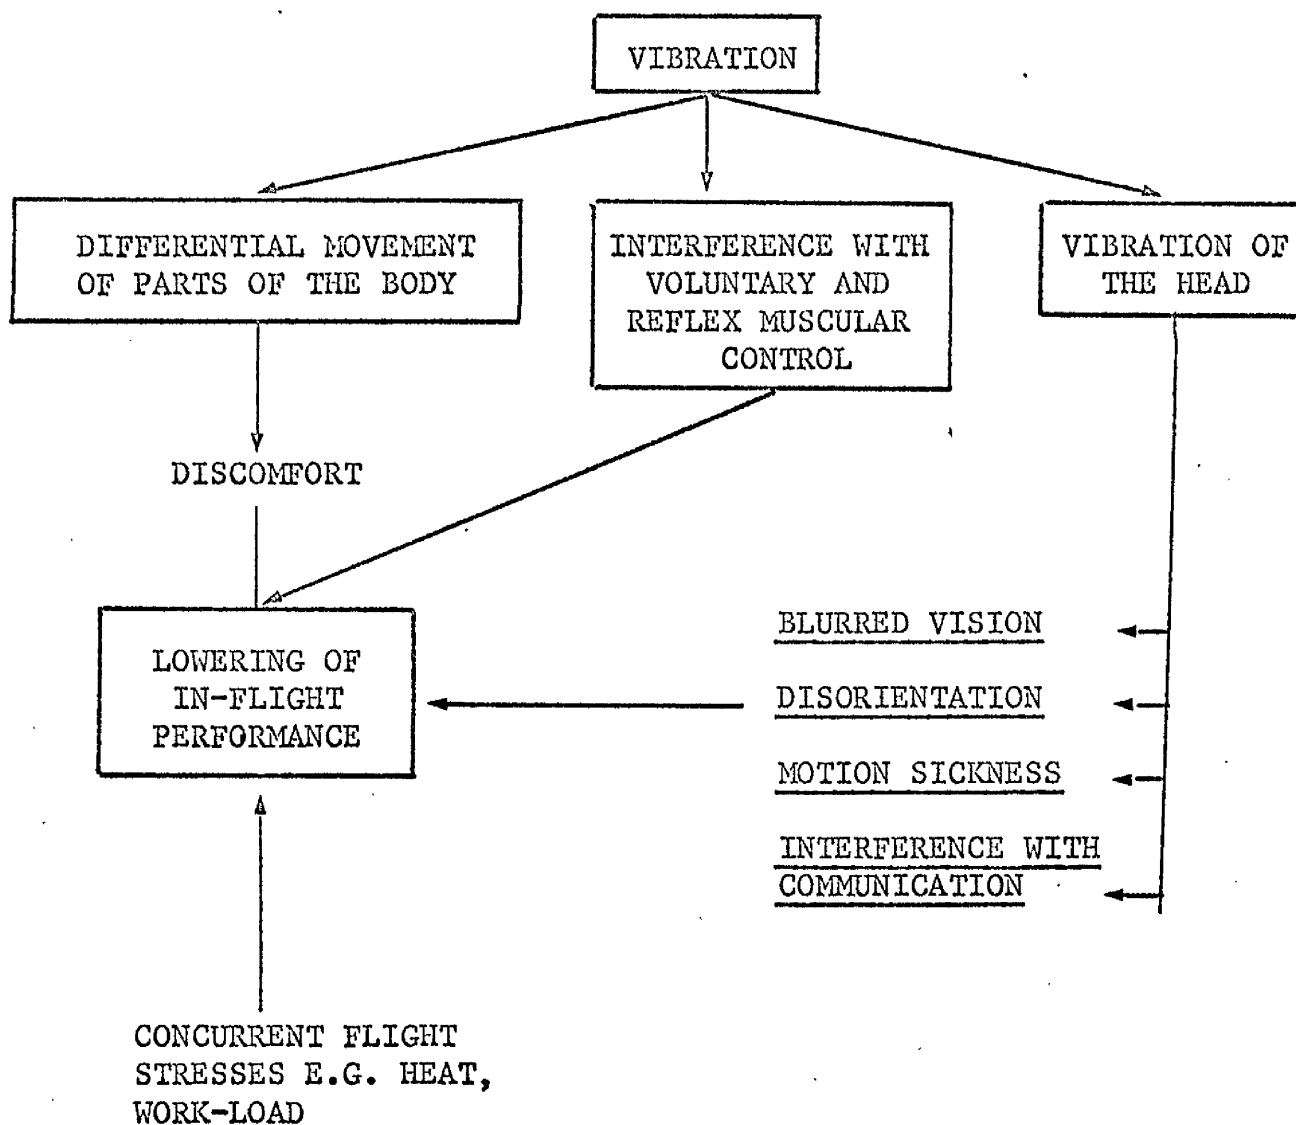 VIBRATION
DIFFERENTIAL MOVEMENT
OF PARTS OF THE BODY
INTERFERENCE WITH
VOLUNTARY AND
REFLEX MUSCULAR
CONTROL
VIBRATION OF
THE HEAD
DISCOMFORT
LOWERING OF
IN-FLIGHT
PERFORMANCE
BLURRED VISION
DISORIENTATION
MOTION SICKNESS
INTERFERENCE WITH
COMMUNICATION
CONCURRENT FLIGHT
STRESSES E.G. HEAT,
WORK-LOAD